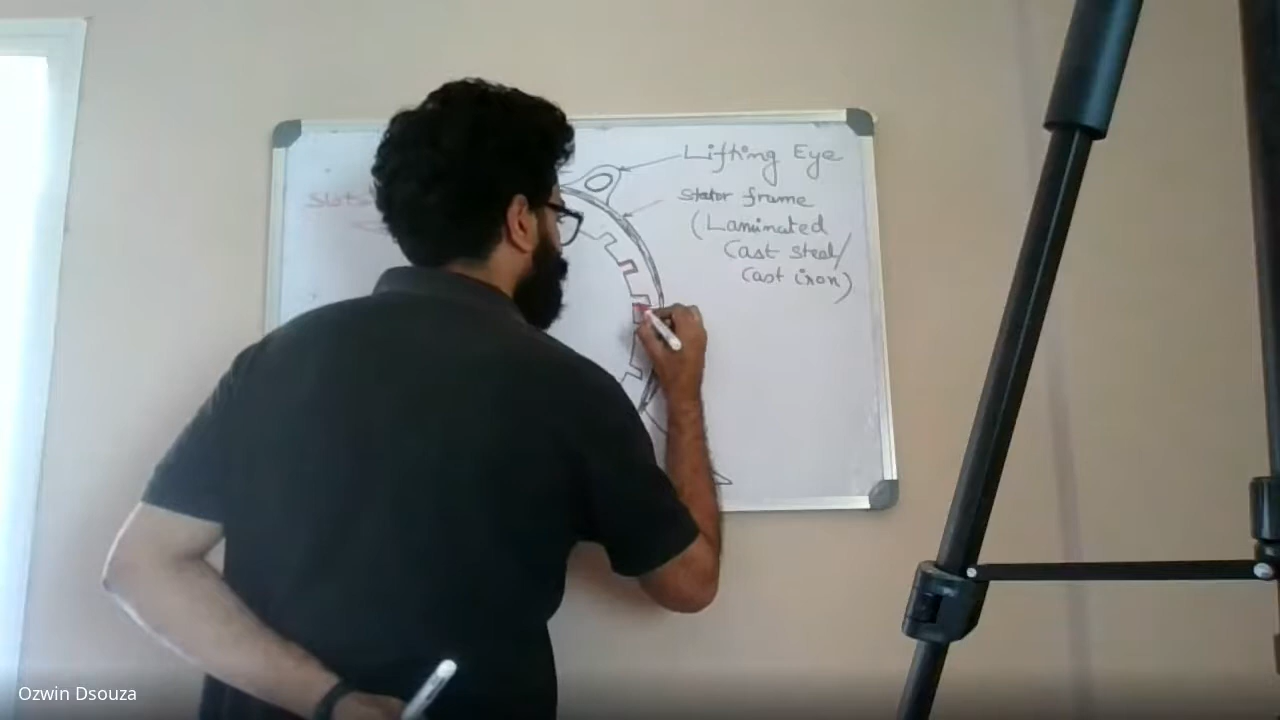 Lifting Eye
Stator frame
(Laminated
Cast steel/
Cast iron)
Ozwin Dsouza